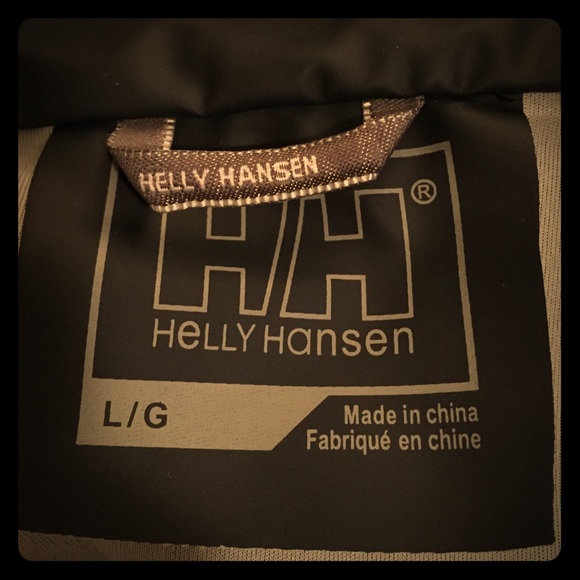 HELLY HANSEN
HH®
HeLLY Hansen
L/G
Made in china
Fabriqué en chine